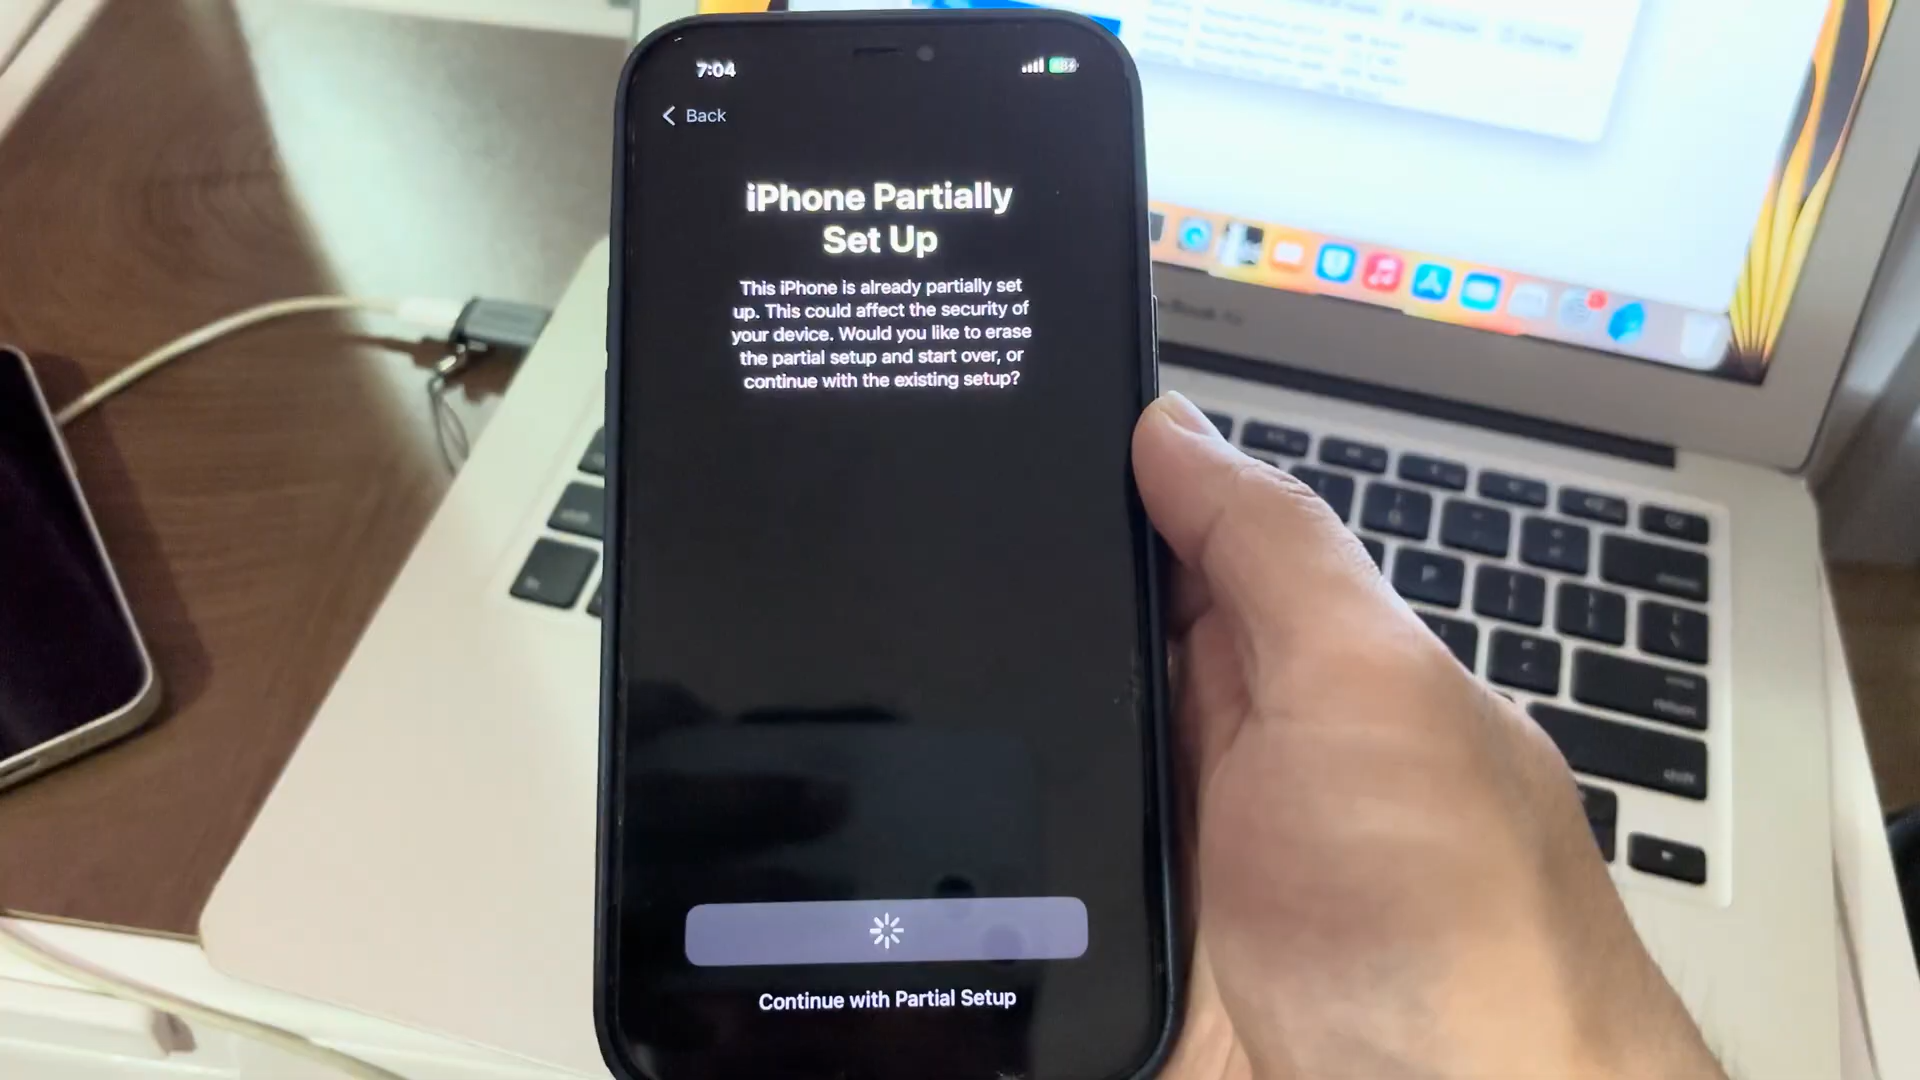 7:04
Back
iPhone Partially
Set Up
This iPhone is already partially set
up. This could affect the security of
your device. Would you like to erase
the partial setup and start over, or
continue with the existing setup?
Continue with Partial Setup